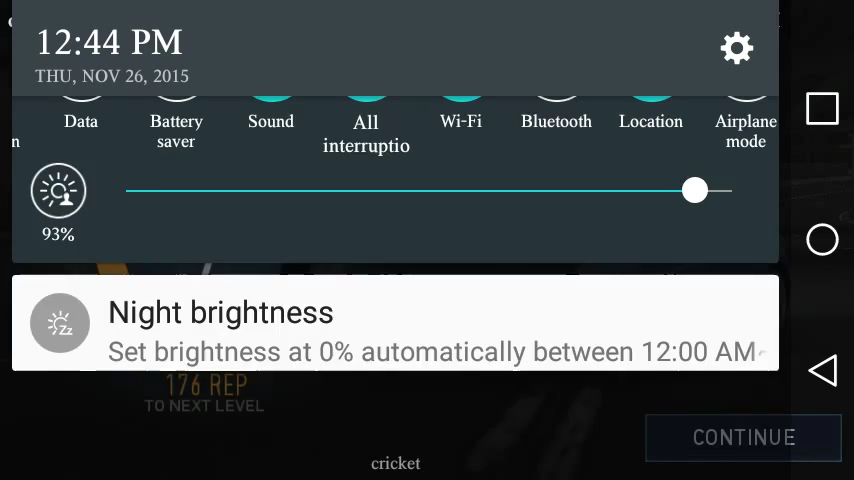 12:44 PM
THU, NOV 26, 2015
n
Data
Battery
saver
Sound
All
interruptio
Wi-Fi
Bluetooth
Location
Airplane
mode
93%
Zz
Night brightness
Set brightness at 0% automatically between 12:00 AM-
176 REP
TO NEXT LEVEL
CONTINUE
cricket